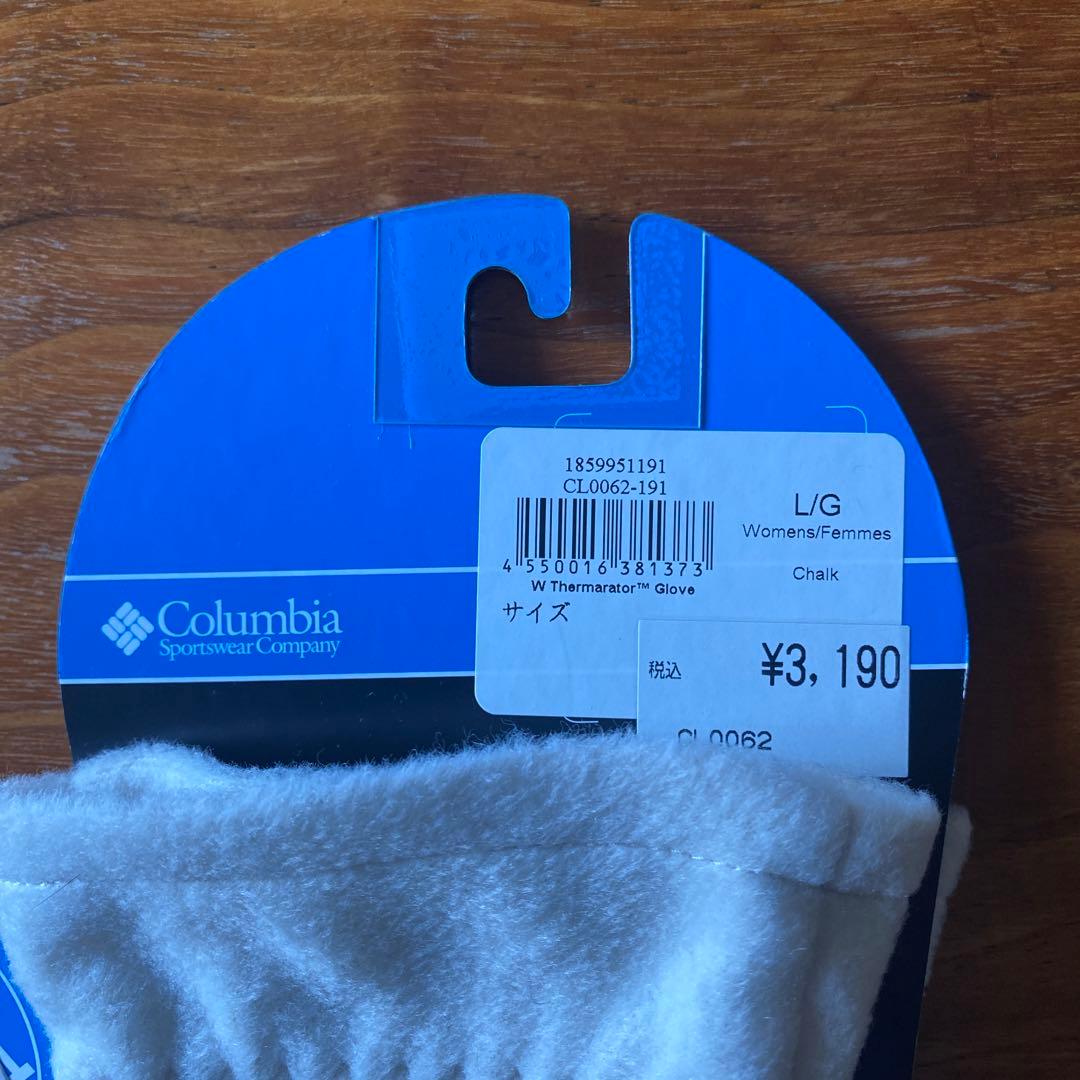 1859951191
CL0062-191
4 550016 381373
W Thermarator™ Glove
サイズ
L/G
Womens/Femmes
Chalk
Columbia
Sportswear Company
税込 ¥3,190
CL0062